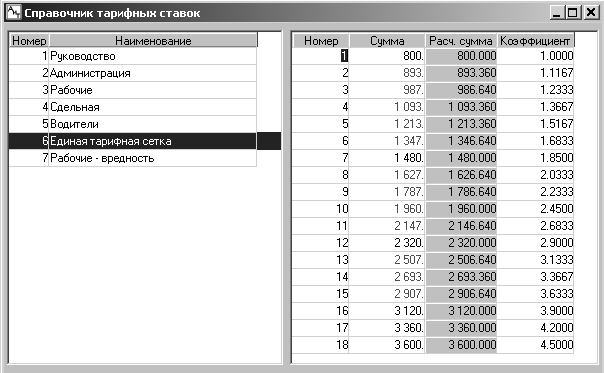 Справочник тарифных ставок
Номер Наименование
1 Руководство
2 Администрация
3 Рабочие
4 Сдельная
5 Водители
6 Единая тарифная сетка
7 Рабочие - вредность
Номер Сумма Расч. сумма Коэффициент
1 800. 800.000 1.0000
2 893. 893.360 1.1167
3 987. 986.640 1.2333
4 1 093. 1 093.360 1.3667
5 1 213. 1 213.360 1.5167
6 1 347. 1 346.640 1.6833
7 1 480. 1 480.000 1.8500
8 1 627. 1 626.640 2.0333
9 1 787. 1 786.640 2.2333
10 1 960. 1 960.000 2.4500
11 2 147. 2 146.640 2.6833
12 2 320. 2 320.000 2.9000
13 2 507. 2 506.640 3.1333
14 2 693. 2 693.360 3.3667
15 2 907. 2 906.640 3.6333
16 3 120. 3 120.000 3.9000
17 3 360. 3 360.000 4.2000
18 3 600. 3 600.000 4.5000